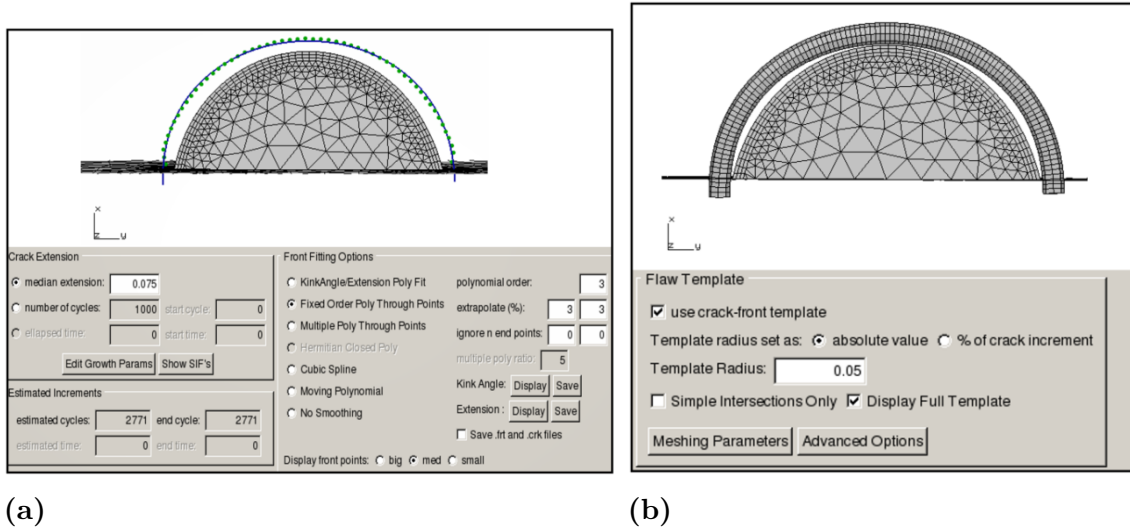 x
z y
Crack Extension
median extension: 0.075
number of cycles: 1000 start cycle: 0
ellapsed time: 0 start time: 0
Edit Growth Params Show SIF's
Estimated Increments
estimated cycles: 2771 end cycle: 2771
estimated time: 0 end time: 0
Front Fitting Options
KinkAngle/Extension Poly Fit
Fixed Order Poly Through Points
Multiple Poly Through Points
Hermitian Closed Poly
Cubic Spline
Moving Polynomial
No Smoothing
polynomial order: 3
extrapolate (%): 3 3
ignore n end points: 0 0
multiple poly ratio: 5
Kink Angle: Display Save
Extension : Display Save
Save .frt and .crk files
Display front points: big med small
(a)
x
z y
Flaw Template
use crack-front template
Template radius set as: absolute value % of crack increment
Template Radius: 0.05
Simple Intersections Only Display Full Template
Meshing Parameters Advanced Options
(b)